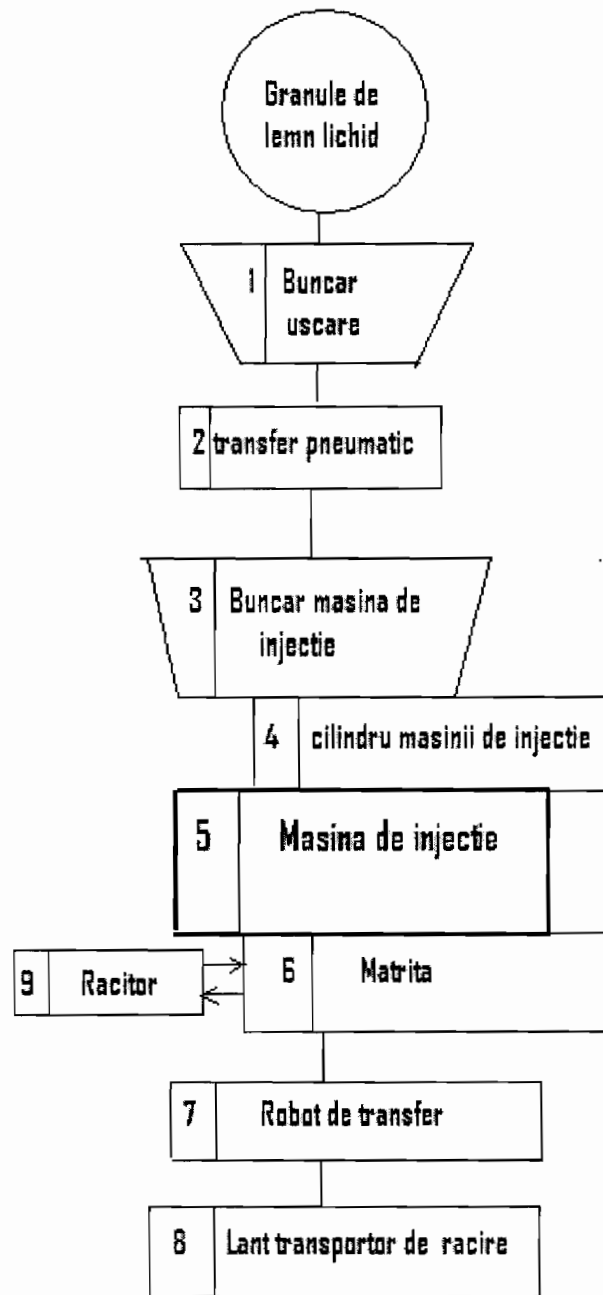 Granule de
lemn lichid
1 Buncar
uscare
2 transfer pneumatic
3 Buncar masina de
injectie
4 cilindru masinii de injectie
5 Masina de injectie
9 Racitor
6 Matrita
7 Robot de transfer
8 Lant transportor de racire